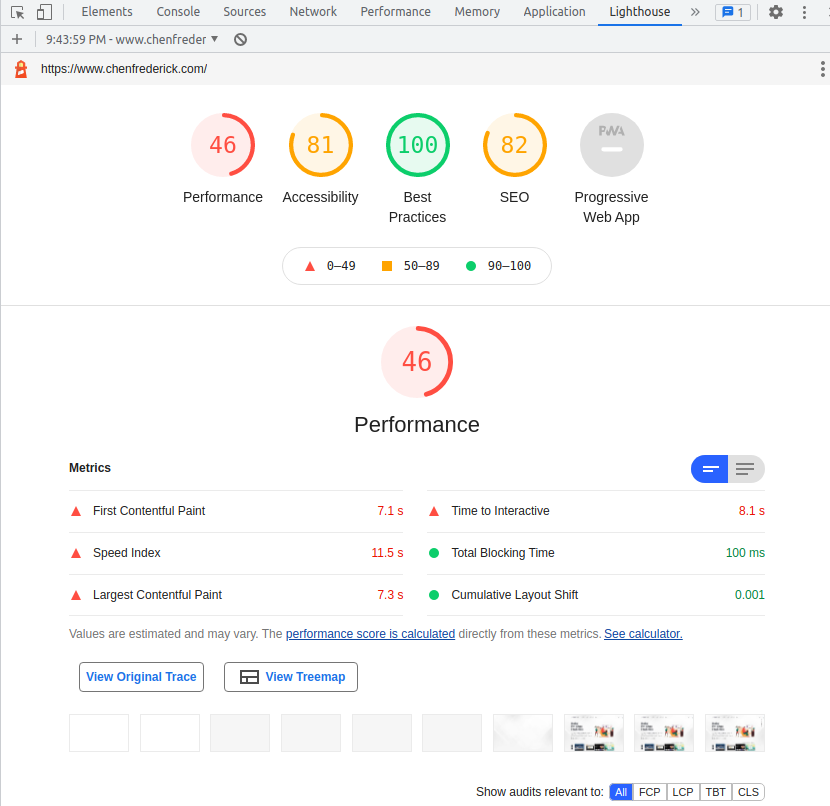 Elements Console Sources Network Performance Memory Application Lighthouse » 1
+ 9:43:59 PM - www.chenfreder
https://www.chenfrederick.com/
46 81 100 82 PWA
Performance Accessibility Best Practices SEO Progressive Web App
0–49 50–89 90–100
46
Performance
Metrics
First Contentful Paint 7.1 s Time to Interactive 8.1 s
Speed Index 11.5 s Total Blocking Time 100 ms
Largest Contentful Paint 7.3 s Cumulative Layout Shift 0.001
Values are estimated and may vary. The performance score is calculated directly from these metrics. See calculator.
View Original Trace View Treemap
Show audits relevant to: All FCP LCP TBT CLS